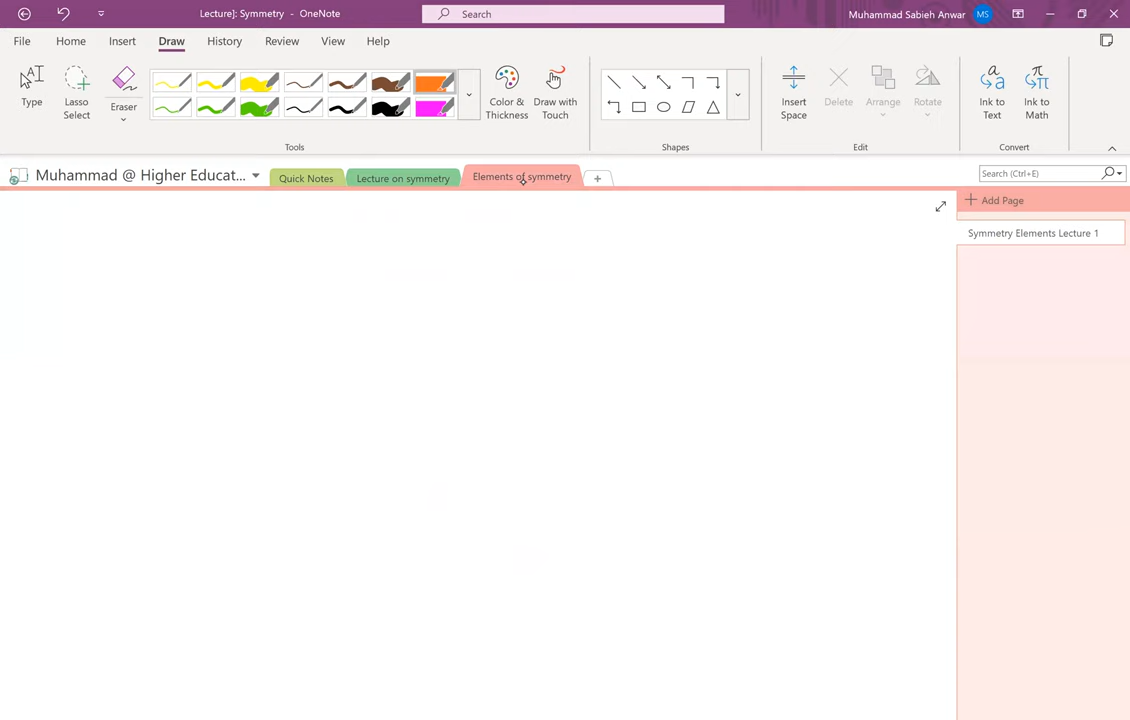 Lecture]: Symmetry - OneNote
Search
Muhammad Sabieh Anwar
MS
File
Home
Insert
Draw
History
Review
View
Help
Type
Lasso
Select
Eraser
Color &
Thickness
Draw with
Touch
Insert
Space
Delete
Arrange
Rotate
Ink to
Text
Ink to
Math
Tools
Shapes
Edit
Convert
Muhammad @ Higher Educat...
Quick Notes
Lecture on symmetry
Elements of symmetry
Search (Ctrl+E)
Add Page
Symmetry Elements Lecture 1